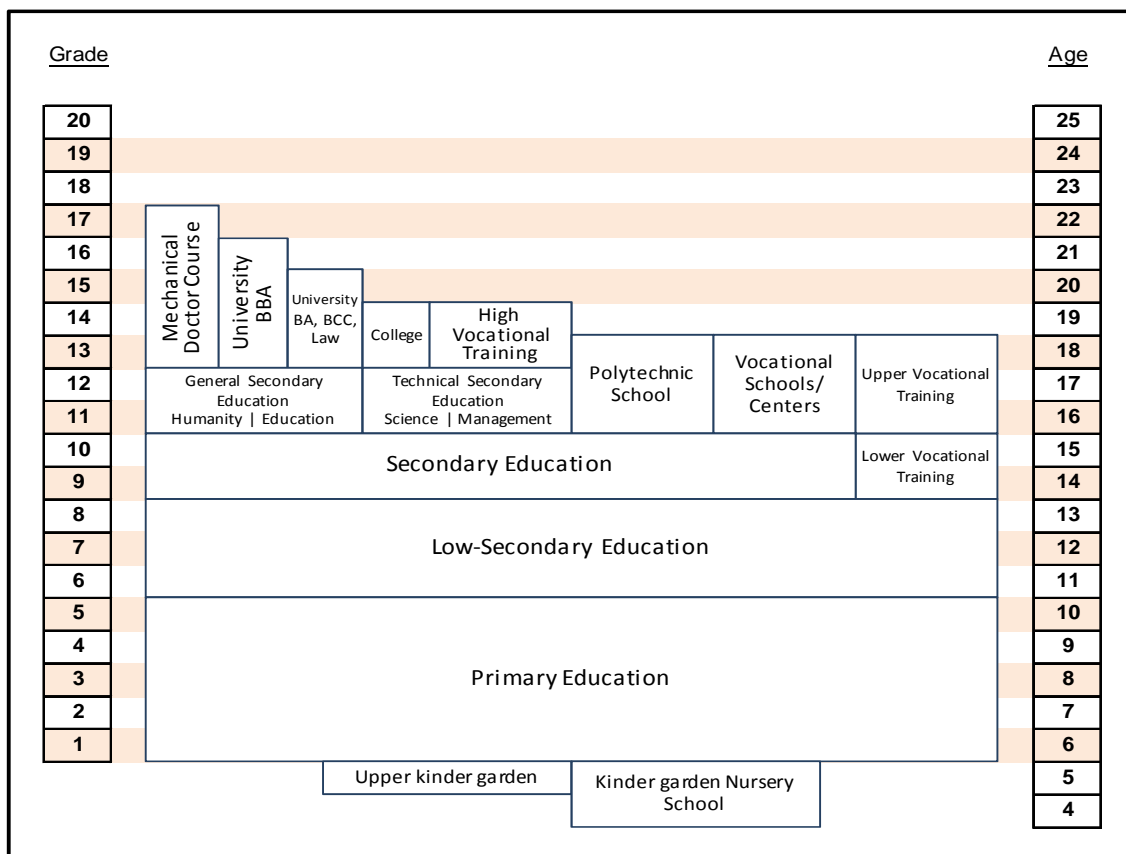 Grade
Age
20
25
19
24
18
23
17
22
16
21
15
20
14
19
13
18
12
17
11
16
10
15
9
14
8
13
7
12
6
11
5
10
4
9
3
8
2
7
1
6
5
4
Mechanical
Doctor Course
University
BBA
University
BA, BCC,
Law
College
High
Vocational
Training
Polytechnic
School
Vocational
Schools/
Centers
Upper Vocational
Training
General Secondary
Education
Humanity | Education
Technical Secondary
Education
Science | Management
Secondary Education
Lower Vocational
Training
Low-Secondary Education
Primary Education
Upper kinder garden
Kinder garden Nursery
School